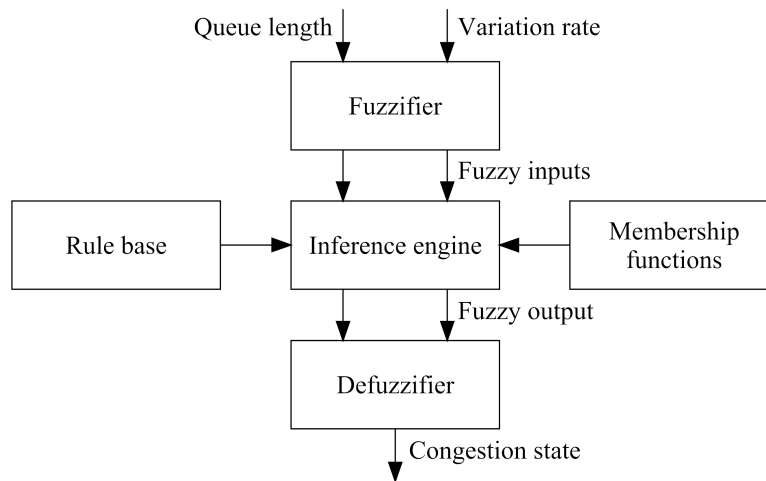 Queue length
Variation rate
Fuzzifier
Fuzzy inputs
Rule base
Inference engine
Membership
functions
Fuzzy output
Defuzzifier
Congestion state